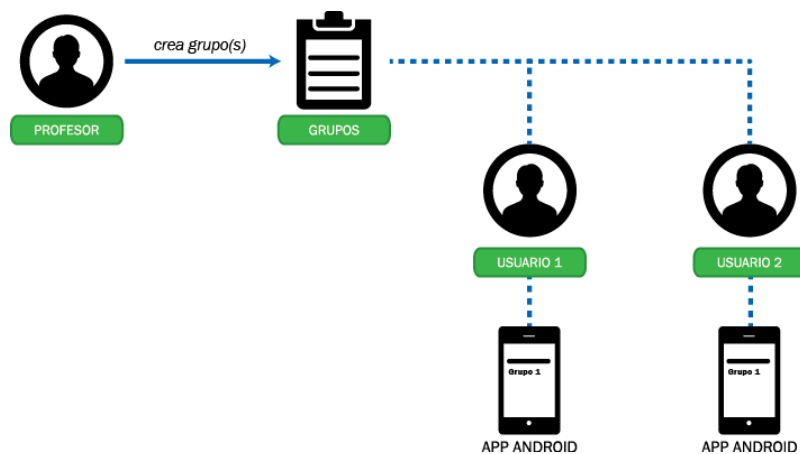 crea grupo(s)
PROFESOR
GRUPOS
USUARIO 1
USUARIO 2
Grupo 1
Grupo 1
APP ANDROID
APP ANDROID